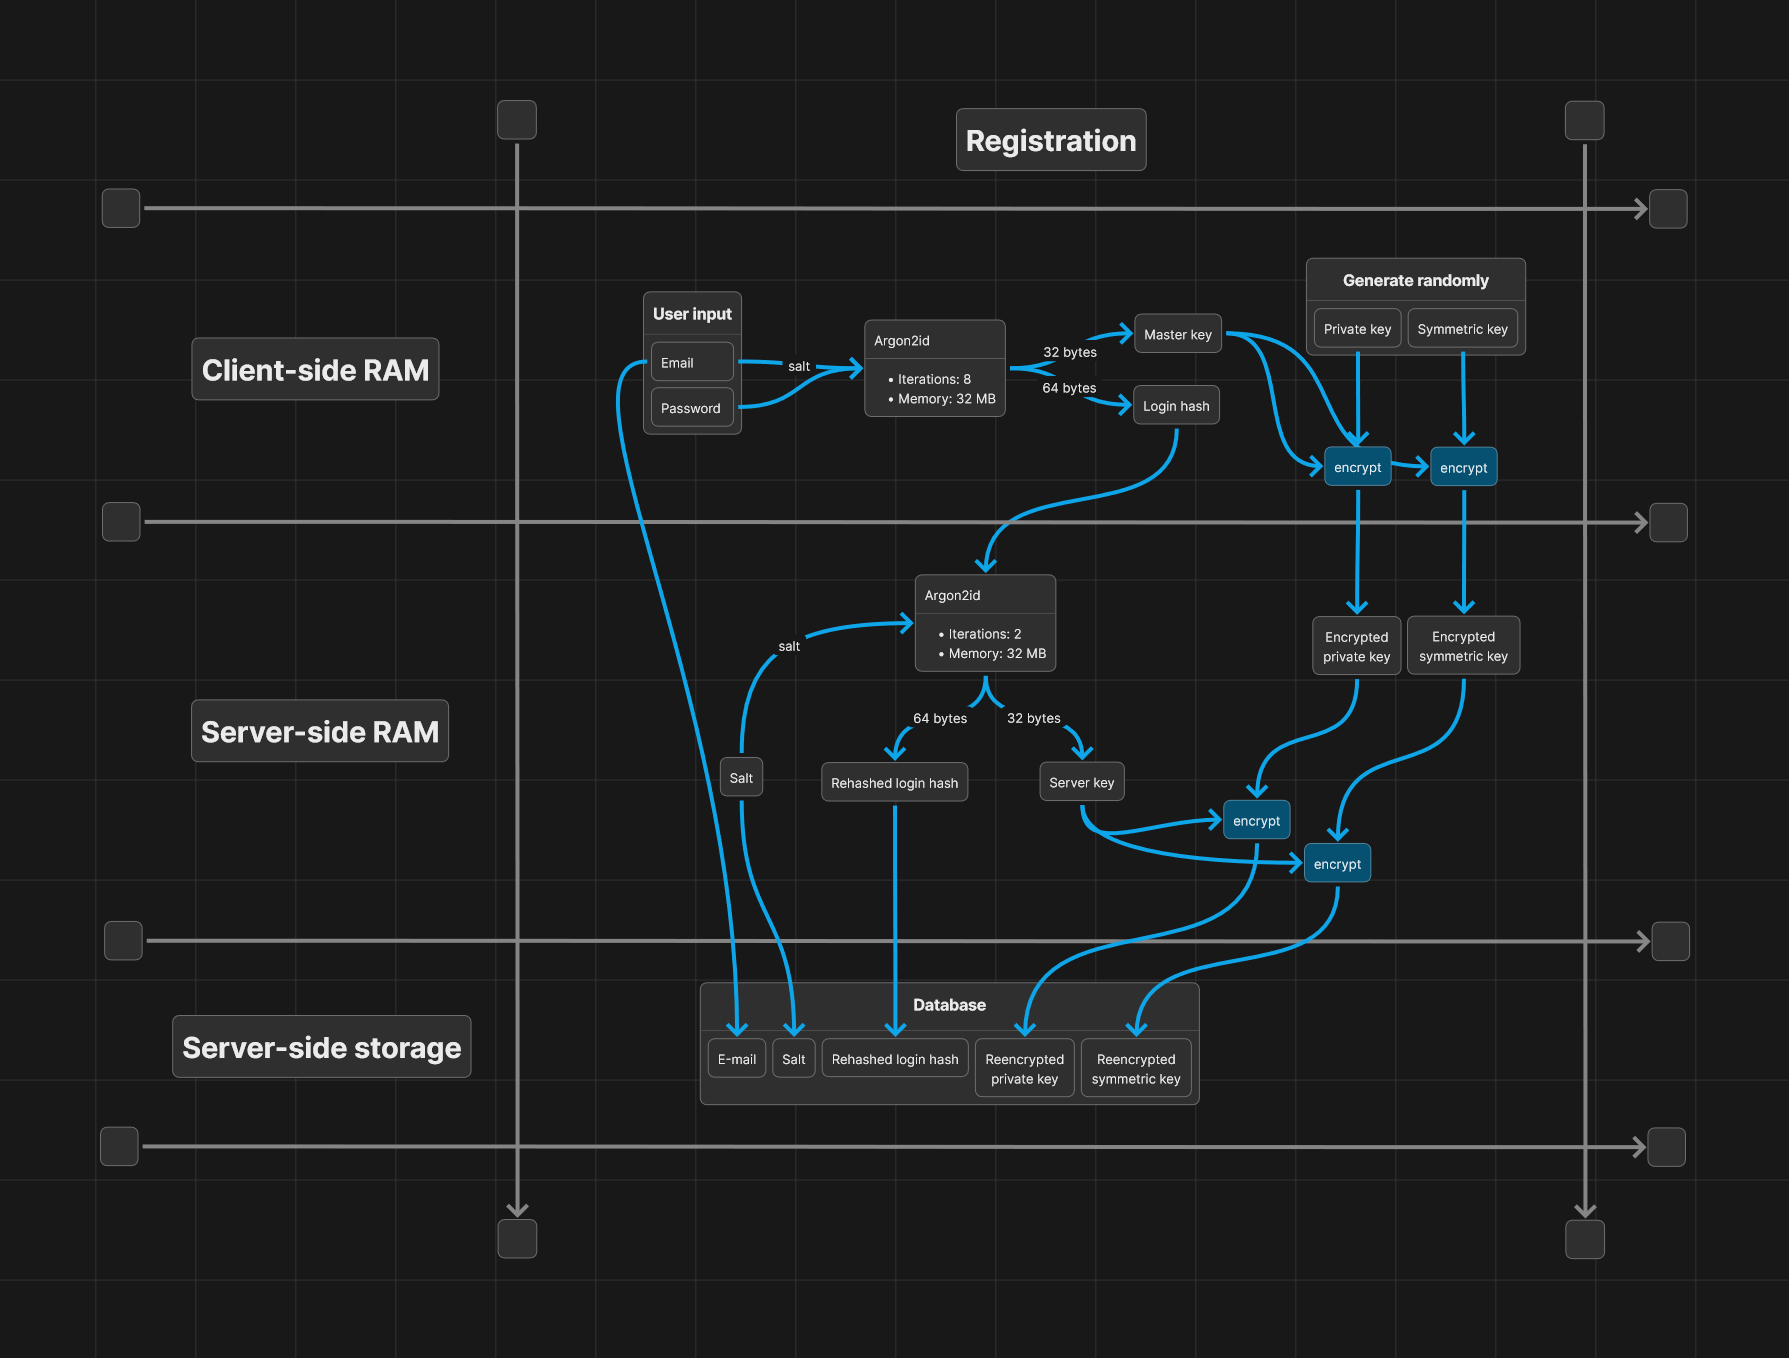 Registration
Generate randomly
Private key
Symmetric key
User input
Email
Password
salt
Argon2id
• Iterations: 8
• Memory: 32 MB
32 bytes
64 bytes
Master key
Login hash
Client-side RAM
encrypt
encrypt
Argon2id
• Iterations: 2
• Memory: 32 MB
salt
Encrypted
private key
Encrypted
symmetric key
64 bytes
32 bytes
Server-side RAM
Salt
Rehashed login hash
Server key
encrypt
encrypt
Database
Server-side storage
E-mail
Salt
Rehashed login hash
Reencrypted
private key
Reencrypted
symmetric key